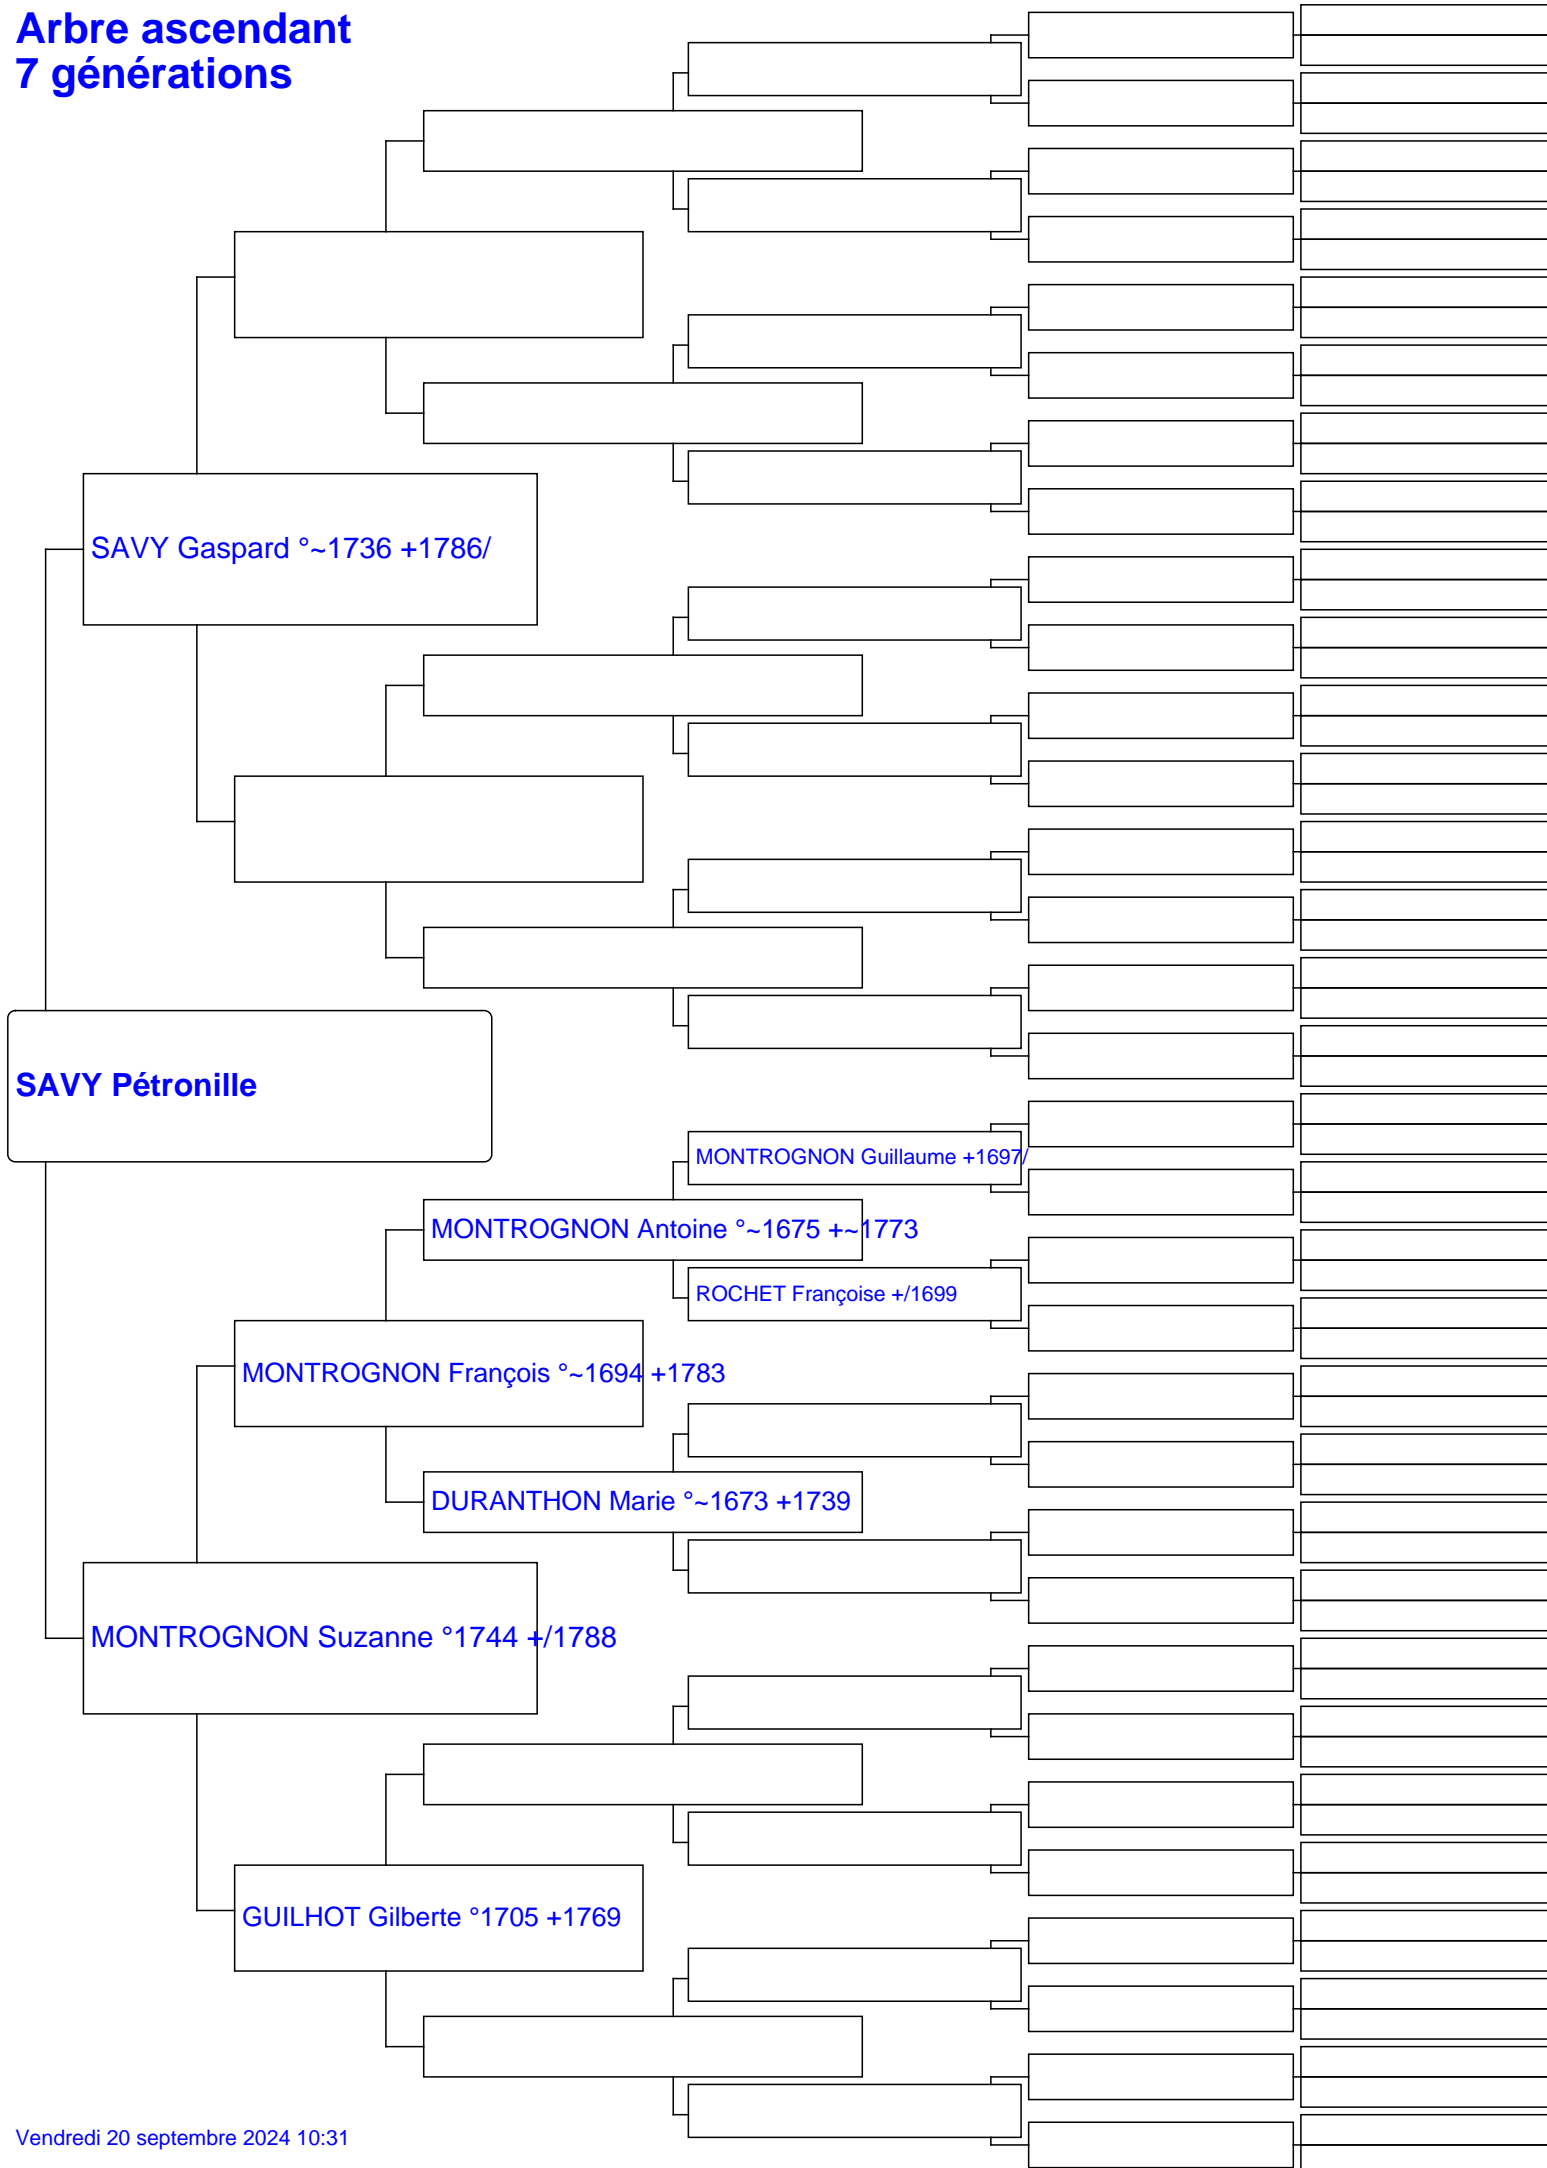 Arbre ascendant
7 générations
SAVY Gaspard °~1736 +1786/
SAVY Pétronille
MONTROGNON Guillaume +1697/
MONTROGNON Antoine °~1675 +~1773
ROCHET Françoise +/1699
MONTROGNON François °~1694 +1783
DURANTHON Marie °~1673 +1739
MONTROGNON Suzanne °1744 +/1788
GUILHOT Gilberte °1705 +1769
Vendredi 20 septembre 2024 10:31